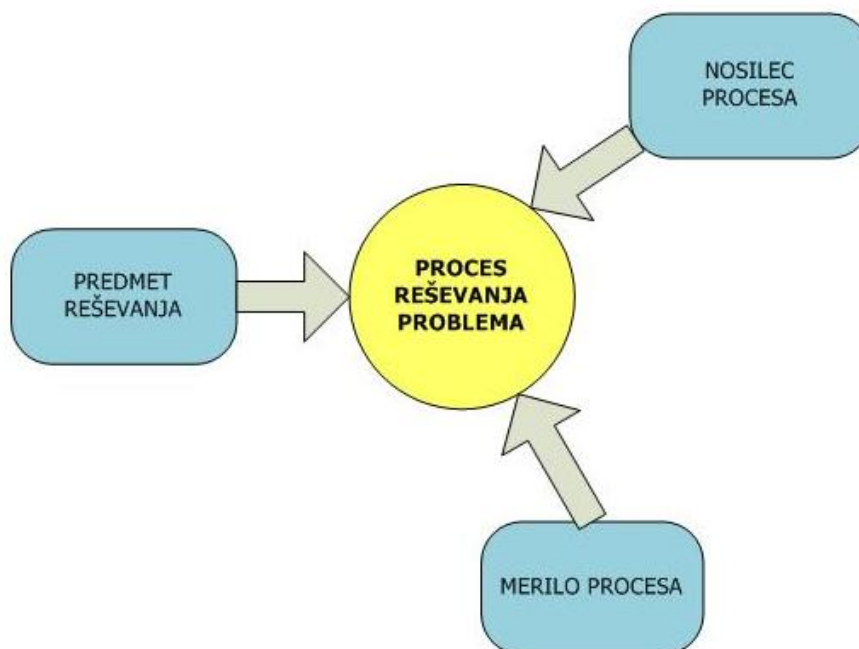 NOSILEC
PROCESA
PREDMET
REŠEVANJA
PROCES
REŠEVANJA
PROBLEMA
MERILO PROCESA